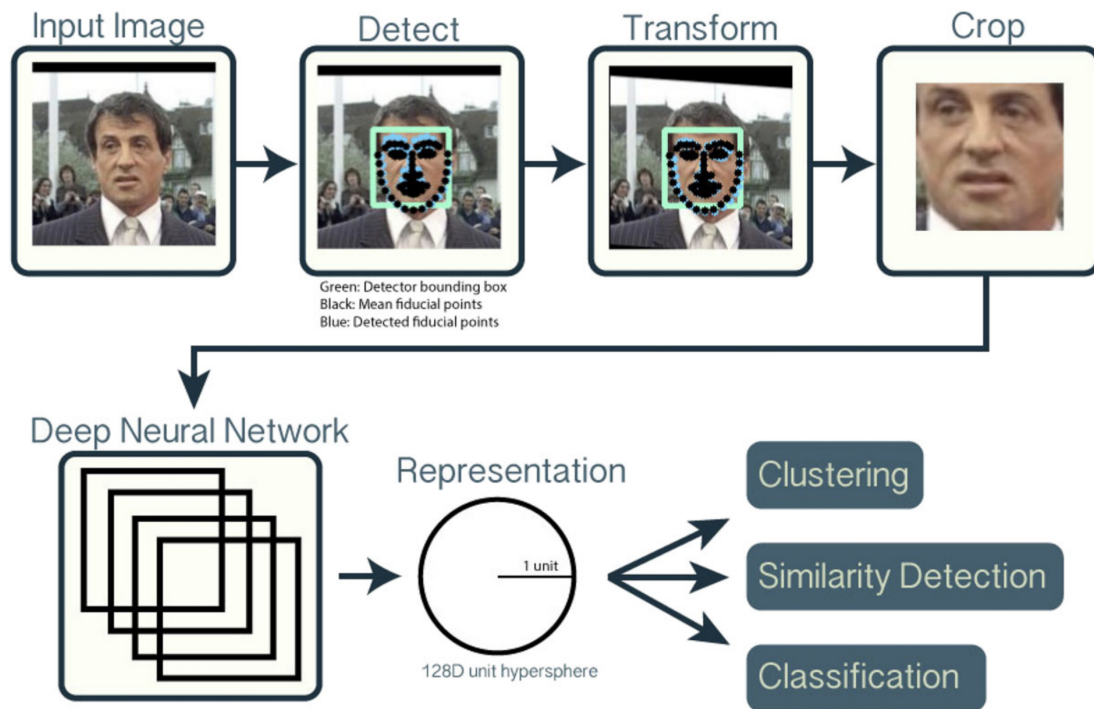 Input Image
Detect
Transform
Crop
Green: Detector bounding box
Black: Mean fiducial points
Blue: Detected fiducial points
Deep Neural Network
Representation
1 unit
128D unit hypersphere
Clustering
Similarity Detection
Classification